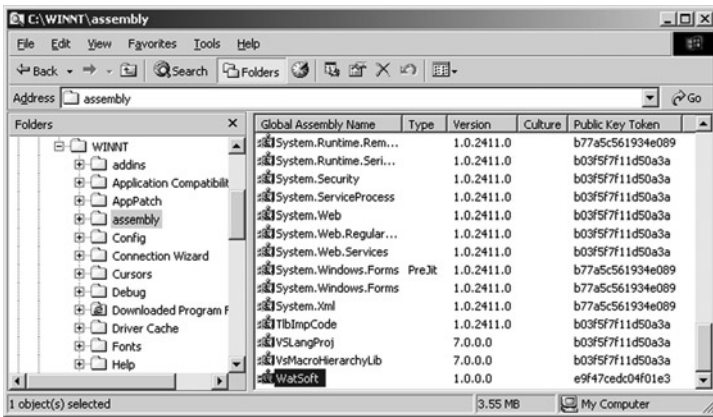 C:\WINNT\assembly
File Edit View Favorites Tools Help
Back Search Folders
Address assembly Go
Folders
WINNT
addins
Application Compatibilit
AppPatch
assembly
Config
Connection Wizard
Cursors
Debug
Downloaded Program F
Driver Cache
Fonts
Help
Global Assembly Name Type Version Culture Public Key Token
System.Runtime.Rem... 1.0.2411.0 b77a5c561934e089
System.Runtime.Seri... 1.0.2411.0 b03f5f7f11d50a3a
System.Security 1.0.2411.0 b03f5f7f11d50a3a
System.ServiceProcess 1.0.2411.0 b03f5f7f11d50a3a
System.Web 1.0.2411.0 b03f5f7f11d50a3a
System.Web.Regular... 1.0.2411.0 b03f5f7f11d50a3a
System.Web.Services 1.0.2411.0 b03f5f7f11d50a3a
System.Windows.Forms PreJit 1.0.2411.0 b77a5c561934e089
System.Windows.Forms 1.0.2411.0 b77a5c561934e089
System.Xml 1.0.2411.0 b77a5c561934e089
TlbImpCode 1.0.2411.0 b03f5f7f11d50a3a
VSLangProj 7.0.0.0 b03f5f7f11d50a3a
VsMacroHierarchyLib 7.0.0.0 b03f5f7f11d50a3a
WatSoft 1.0.0.0 e9f47cedc04f01e3
1 object(s) selected 3.55 MB My Computer